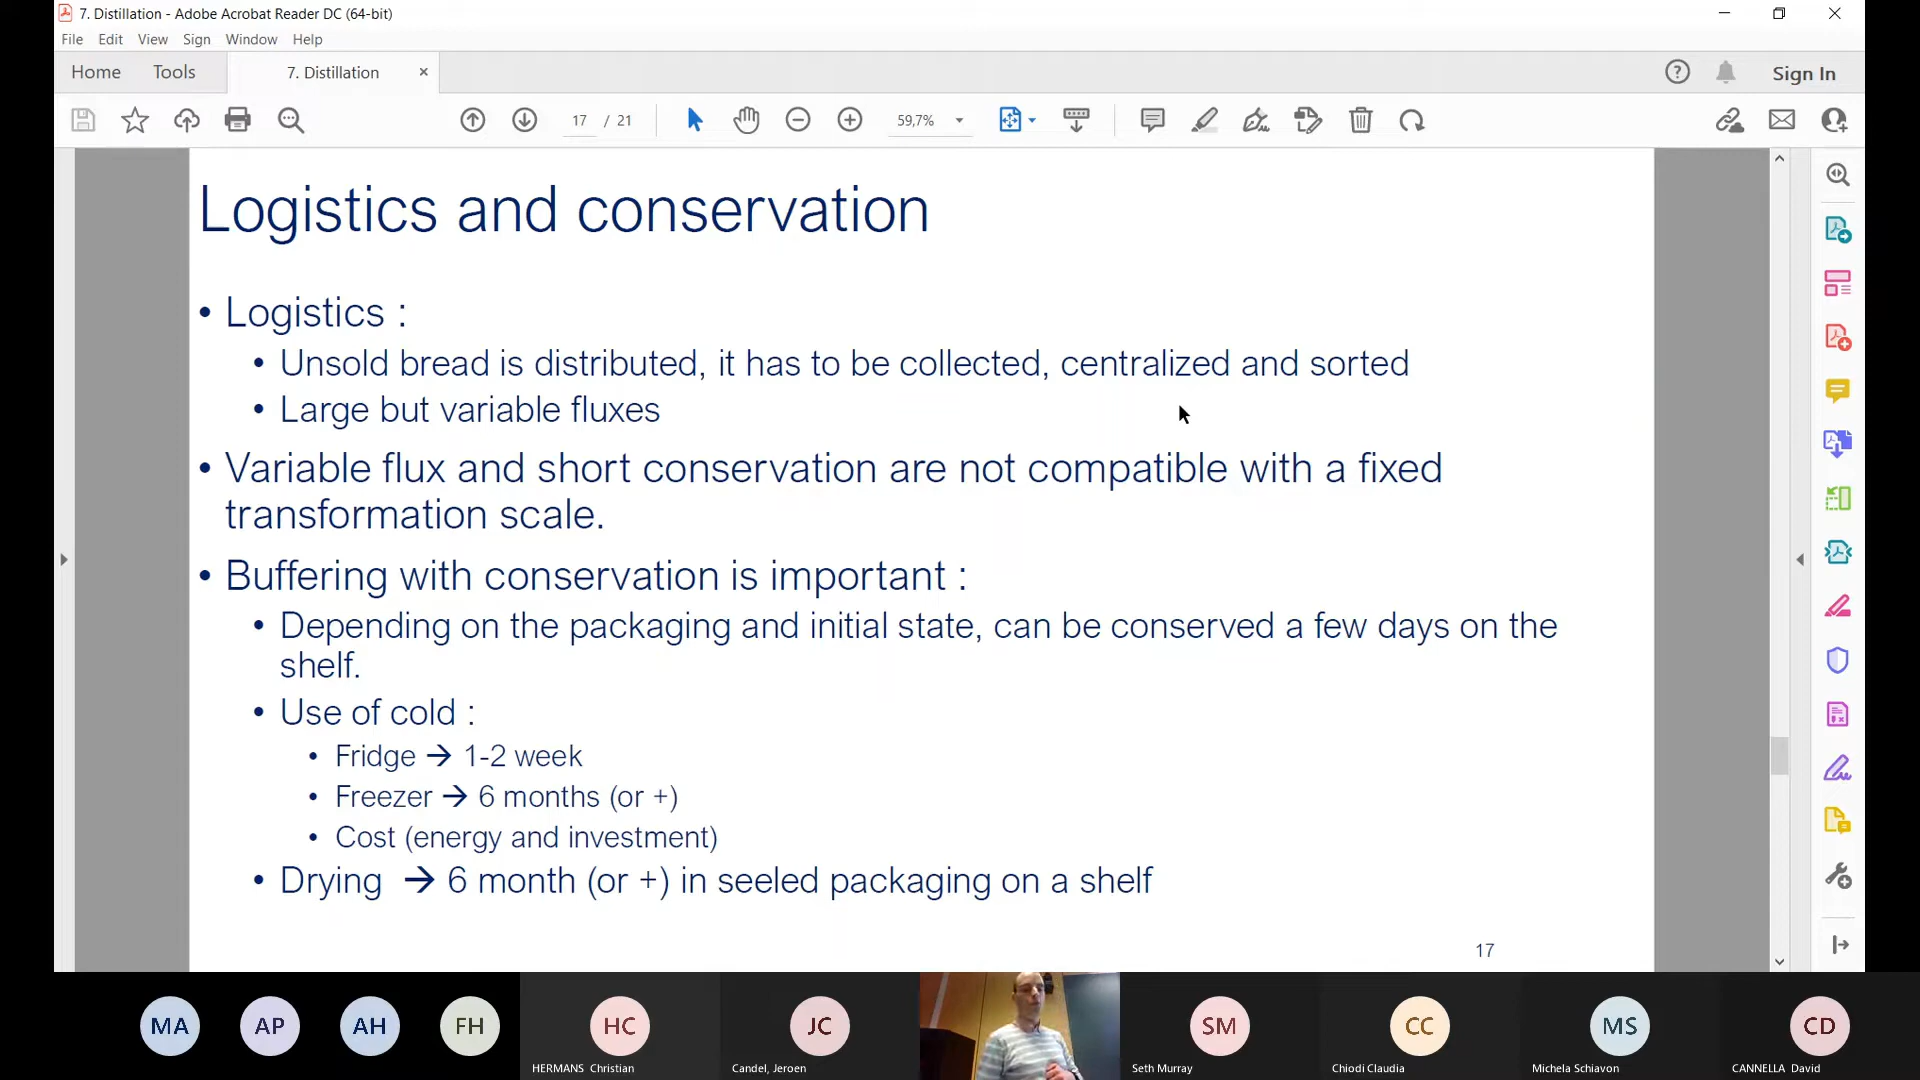 7. Distillation - Adobe Acrobat Reader DC (64-bit)
File Edit View Sign Window Help
Home Tools 7. Distillation × Sign In
17 / 21 59,7%
Logistics and conservation
• Logistics :
• Unsold bread is distributed, it has to be collected, centralized and sorted
• Large but variable fluxes
• Variable flux and short conservation are not compatible with a fixed
transformation scale.
• Buffering with conservation is important :
• Depending on the packaging and initial state, can be conserved a few days on the
shelf.
• Use of cold :
• Fridge → 1-2 week
• Freezer → 6 months (or +)
• Cost (energy and investment)
• Drying → 6 month (or +) in seeled packaging on a shelf
17
MA AP AH FH HC JC SM CC MS CD
HERMANS Christian Candel, Jeroen Seth Murray Chiodi Claudia Michela Schiavon CANNELLA David